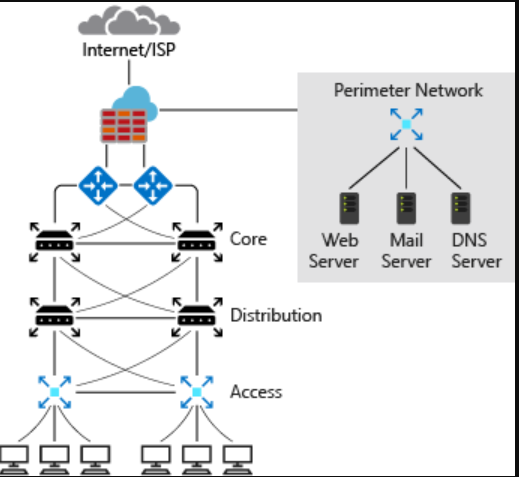 Internet/ISP
Perimeter Network
Web
Server
Mail
Server
DNS
Server
Core
Distribution
Access